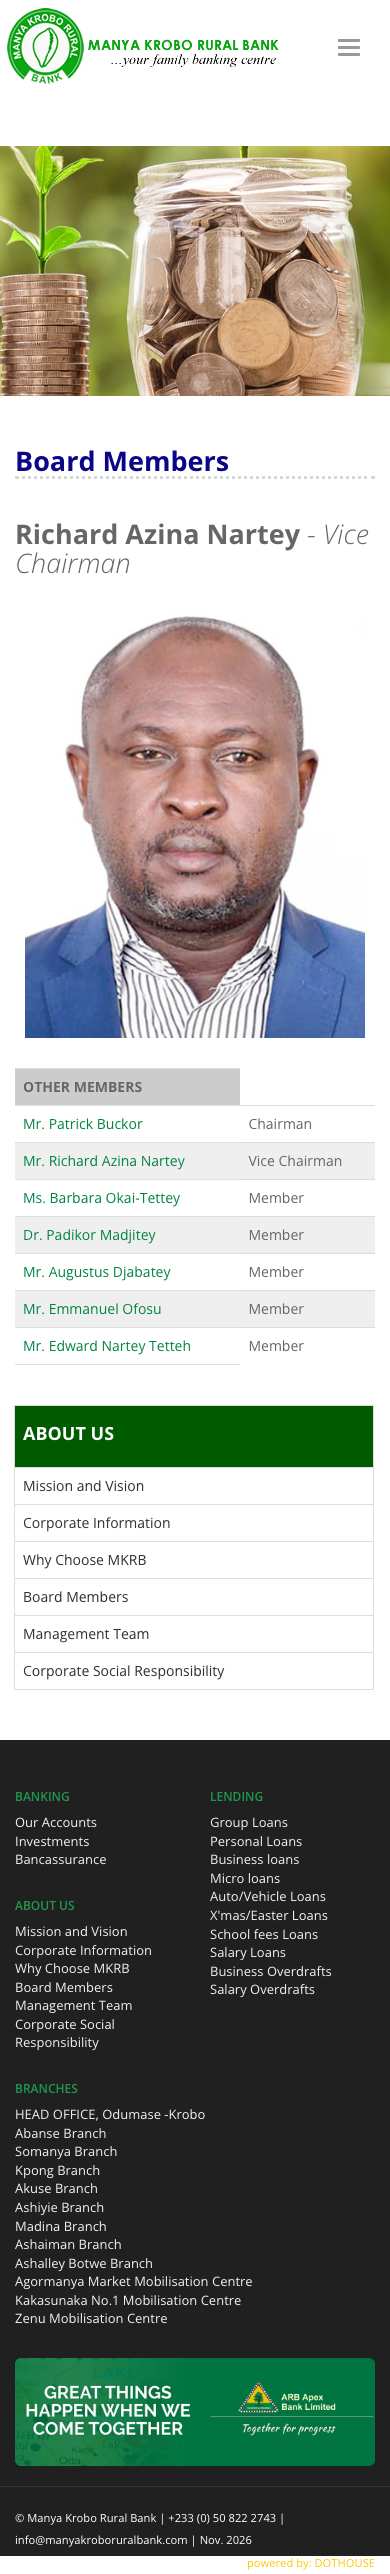 MANYA KROBO RURAL
BANK
MANYA KROBO RURAL BANK
...your family banking centre
Board Members
Richard Azina Nartey - Vice
Chairman
OTHER MEMBERS
Mr. Patrick Buckor Chairman
Mr. Richard Azina Nartey Vice Chairman
Ms. Barbara Okai-Tettey Member
Dr. Padikor Madjitey Member
Mr. Augustus Djabatey Member
Mr. Emmanuel Ofosu Member
Mr. Edward Nartey Tetteh Member
ABOUT US
Mission and Vision
Corporate Information
Why Choose MKRB
Board Members
Management Team
Corporate Social Responsibility
BANKING
Our Accounts
Investments
Bancassurance
ABOUT US
Mission and Vision
Corporate Information
Why Choose MKRB
Board Members
Management Team
Corporate Social
Responsibility
LENDING
Group Loans
Personal Loans
Business loans
Micro loans
Auto/Vehicle Loans
X'mas/Easter Loans
School fees Loans
Salary Loans
Business Overdrafts
Salary Overdrafts
BRANCHES
HEAD OFFICE, Odumase -Krobo
Abanse Branch
Somanya Branch
Kpong Branch
Akuse Branch
Ashiyie Branch
Madina Branch
Ashaiman Branch
Ashalley Botwe Branch
Agormanya Market Mobilisation Centre
Kakasunaka No.1 Mobilisation Centre
Zenu Mobilisation Centre
GREAT THINGS
HAPPEN WHEN WE
COME TOGETHER
ARB Apex
Bank Limited
Together for progress
© Manya Krobo Rural Bank | +233 (0) 50 822 2743 |
info@manyakroboruralbank.com | Nov. 2026
powered by: DOTHOUSE